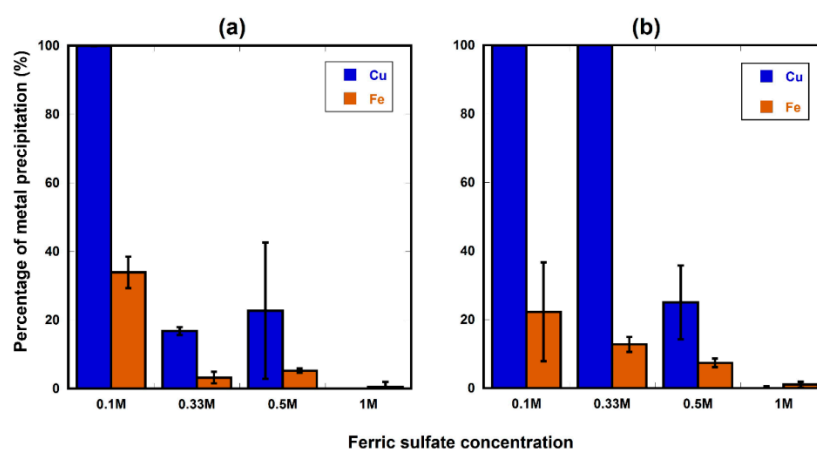 (a)
(b)
Percentage of metal precipitation (%)
100
80
60
40
20
0
Cu
Fe
0.1M
0.33M
0.5M
1M
100
80
60
40
20
0
Cu
Fe
0.1M
0.33M
0.5M
1M
Ferric sulfate concentration